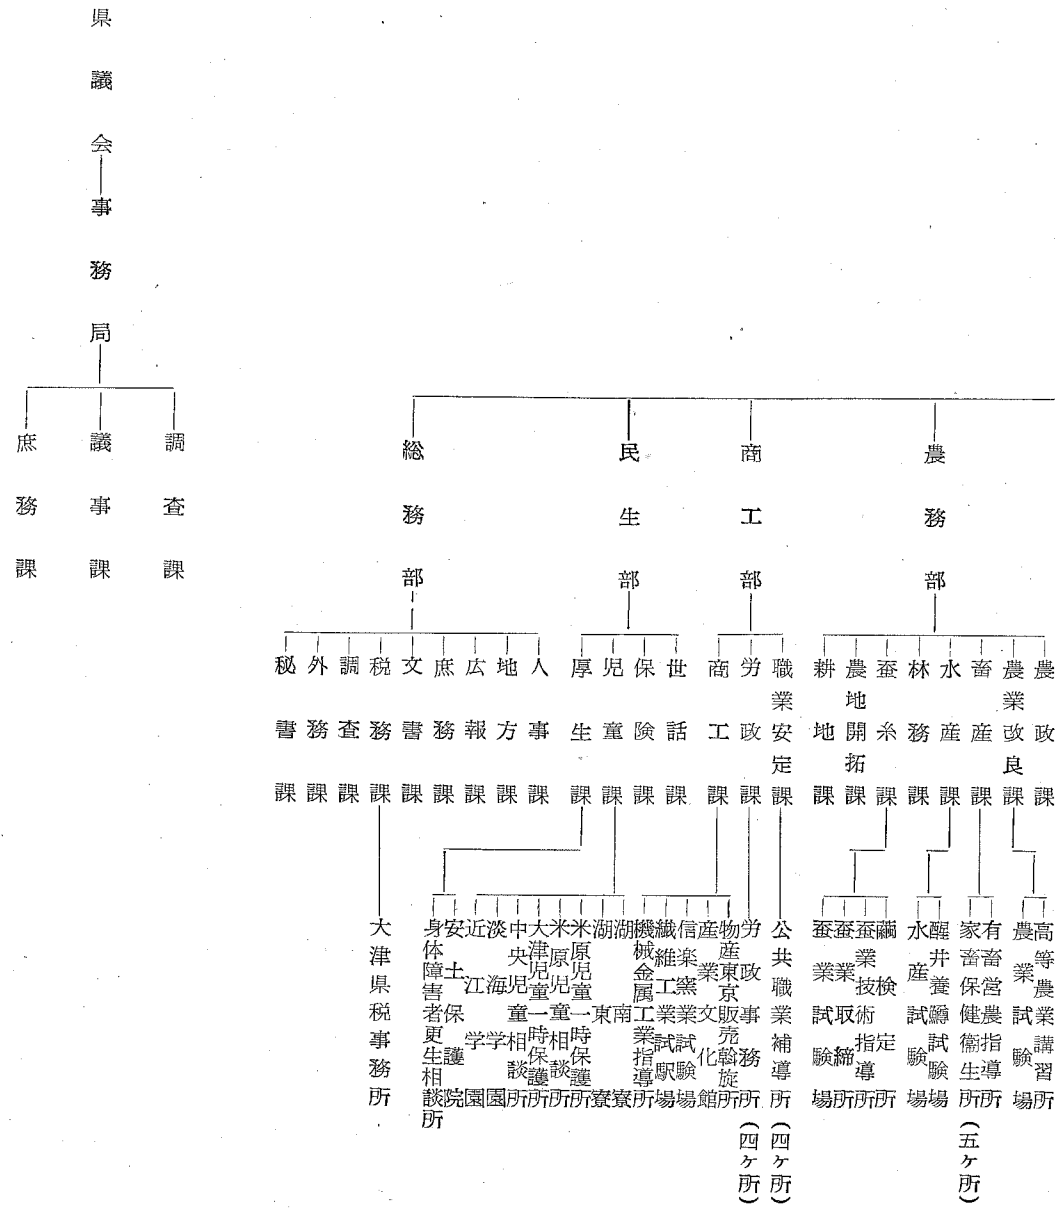 農務部
商工部
民生部
総務部
農政課
農業改良課
畜産課
水産課
林務課
蚕糸課
農地開拓課
耕地課
職業安定課
労政課
商工課
世話課
保険課
児童課
厚生課
人事課
地方課
広報課
庶務課
文書課
税務課
調査課
外務課
秘書課
高等農業講習所
農業試験場
有畜営農指導所
家畜保健衛生所(五ケ所)
醒井養鱒試験場
水産試験場
繭検定所
蚕業技術指導所
蚕業取締所
蚕業試験場
公共職業補導所(四ケ所)
労政事務所(四ケ所)
物産東京販売斡旋所
産業文化館
信楽窯業試験場
繊維工業試駅場
機械金属工業指導所
湖南寮
湖東寮
米原児童一時保護所
米原児童相談所
大津児童一時保護所
中央児童相談所
淡海学園
近江学園
安土保護院
身体障害者更生相談所
大津県税事務所
県議会事務局
調査課
議事課
庶務課